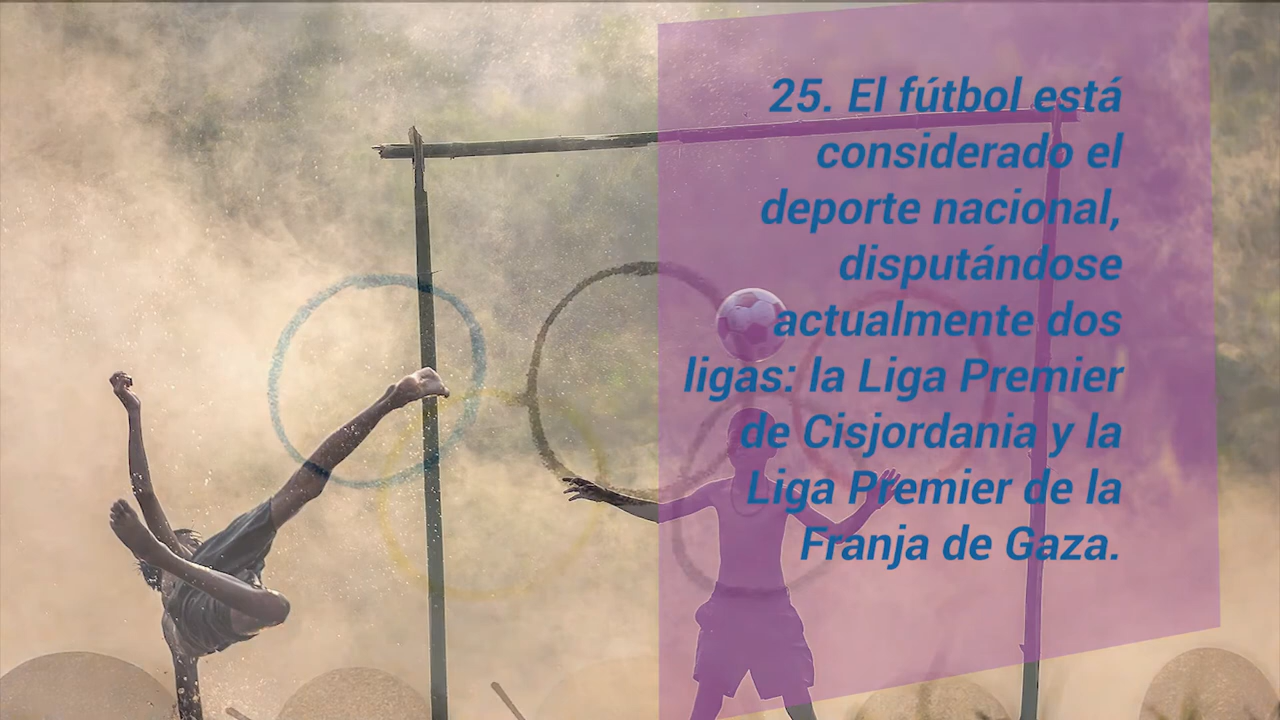 25. El fútbol está
considerado el
deporte nacional,
disputándose
actualmente dos
ligas: la Liga Premier
de Cisjordania y la
Liga Premier de la
Franja de Gaza.